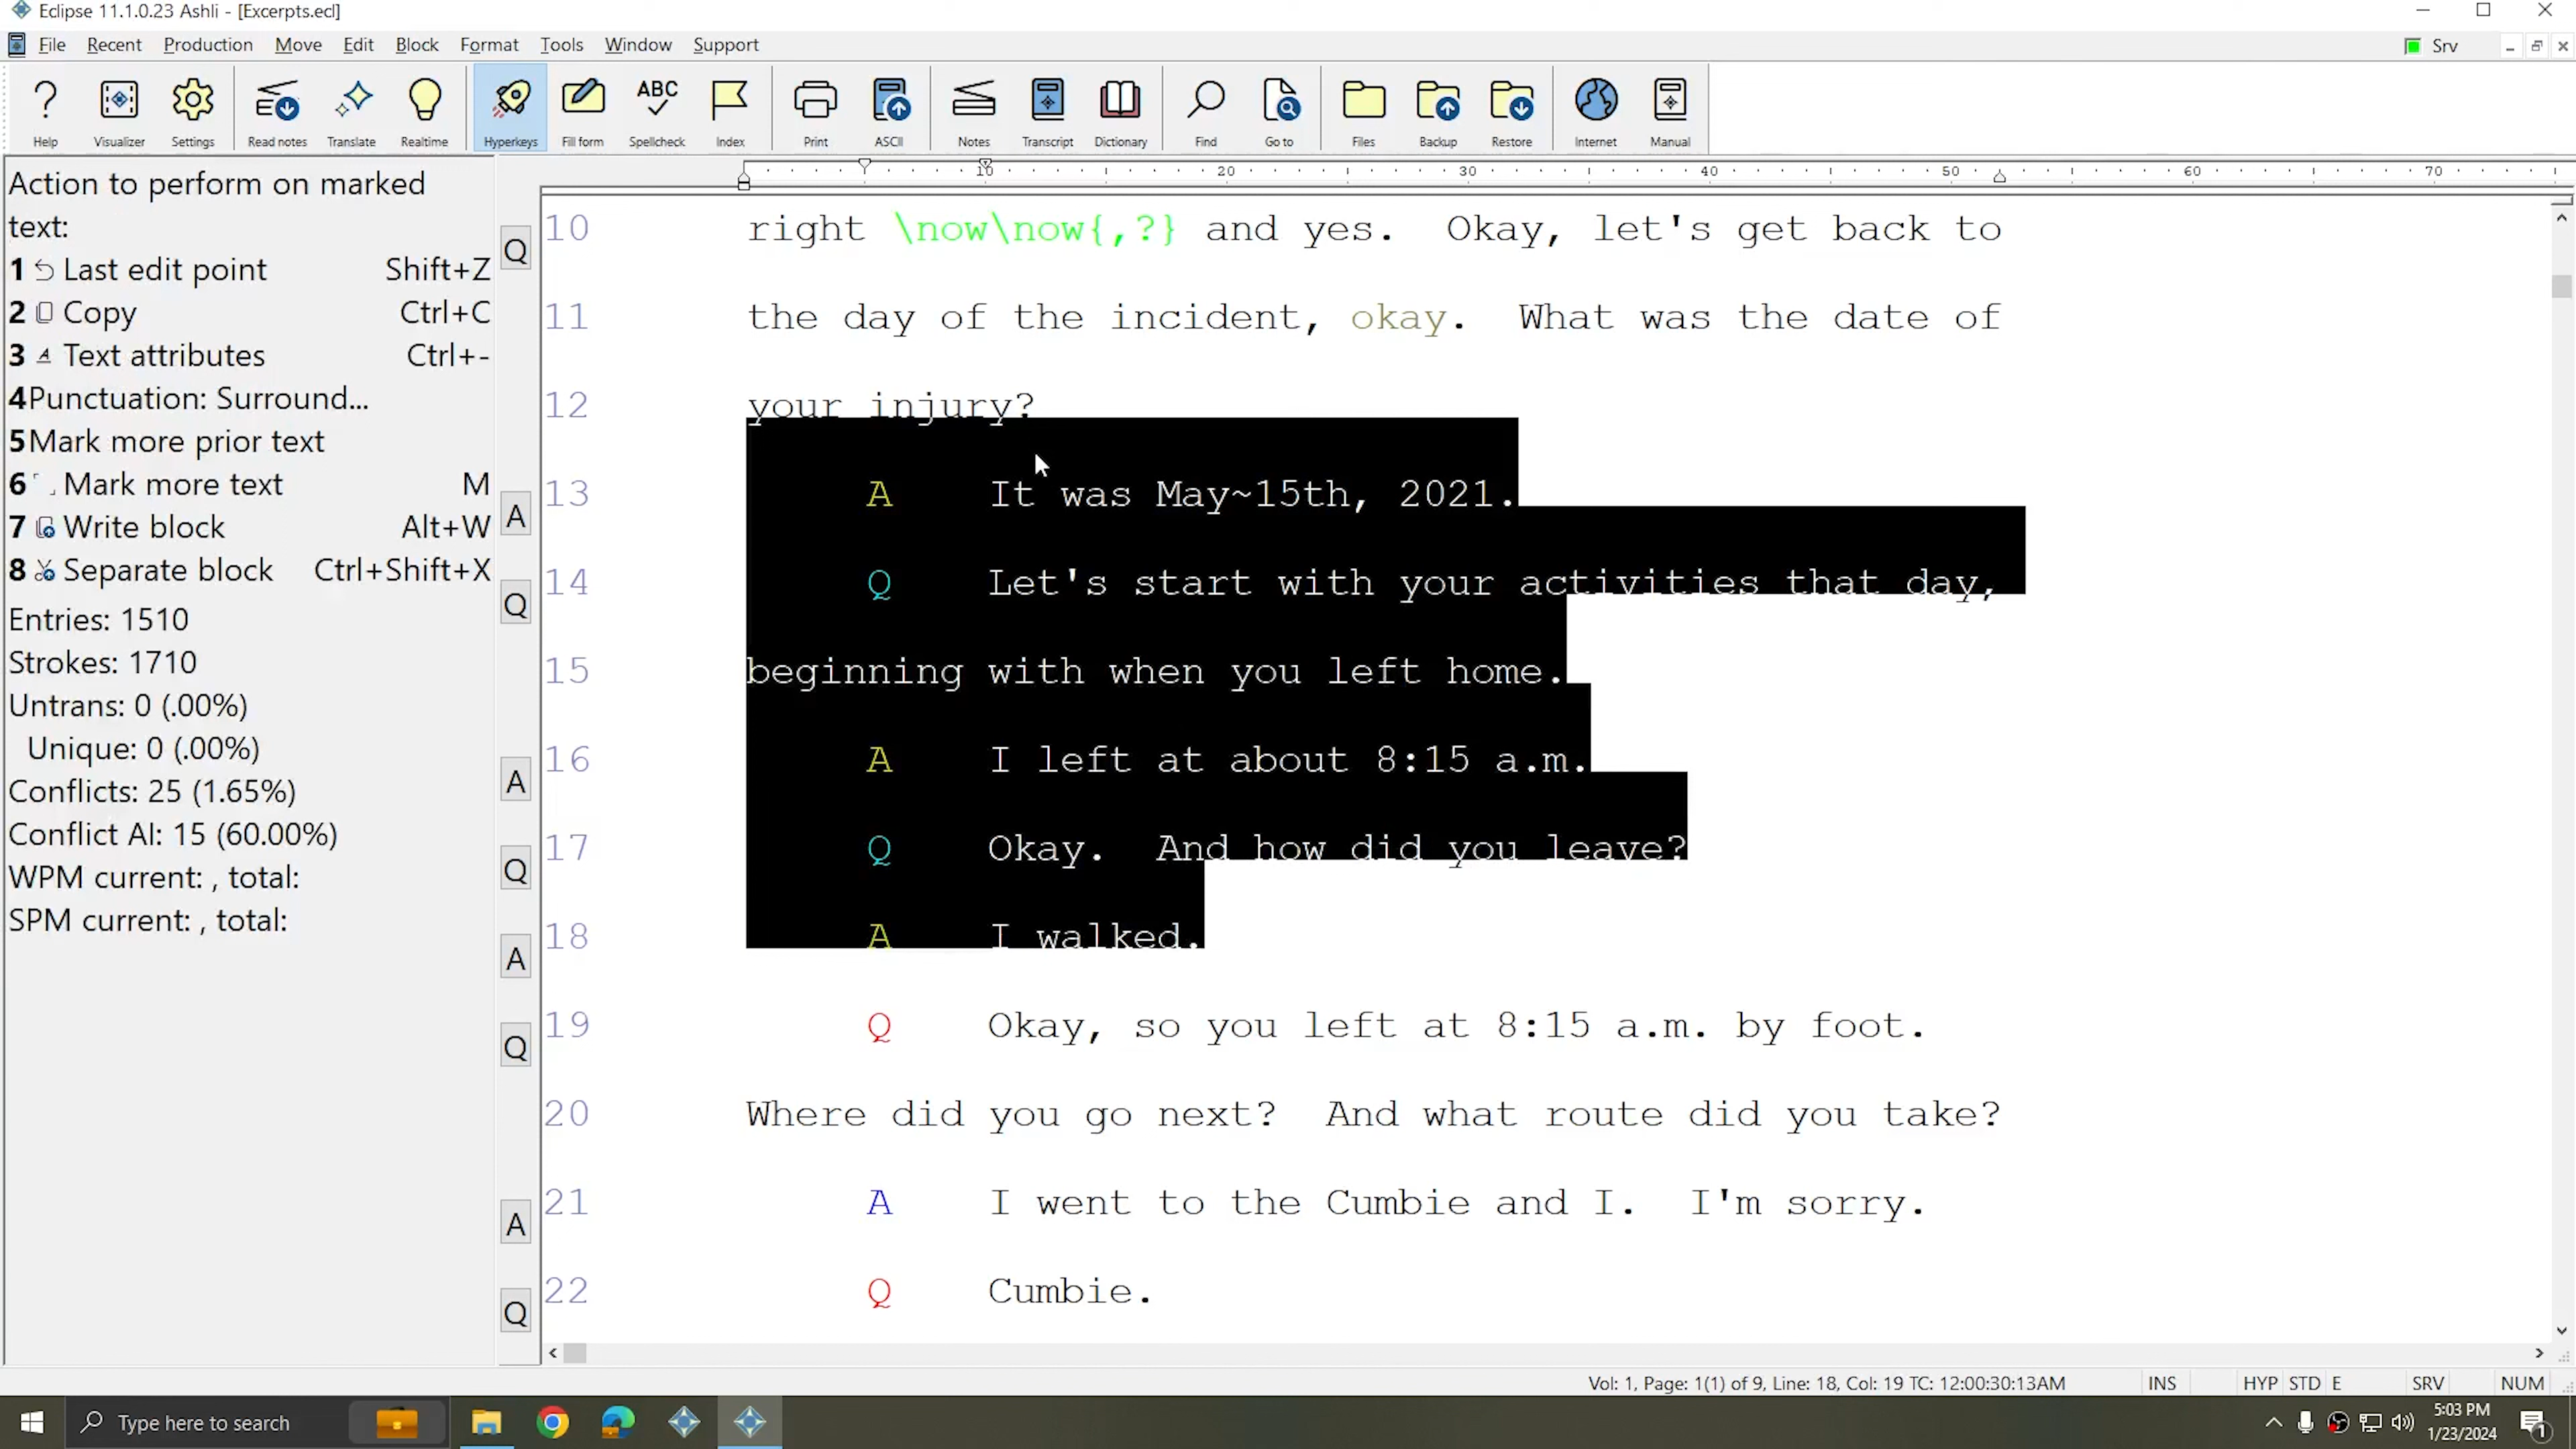 Eclipse 11.1.0.23 Ashli - [Excerpts.ecl]
File Recent Production Move Edit Block Format Tools Window Support Srv
Help Visualizer Settings Read notes Translate Realtime Hyperkeys Fill form ABC Spellcheck Index Print ASCII Notes Transcript Dictionary Find Go to Files Backup Restore Internet Manual
10 20 30 40 50 60 70
Action to perform on marked
text:
1 Last edit point Shift+Z
2 Copy Ctrl+C
3 Text attributes Ctrl+-
4Punctuation: Surround...
5Mark more prior text
6 Mark more text M
7 Write block Alt+W
8 Separate block Ctrl+Shift+X
Entries: 1510
Strokes: 1710
Untrans: 0 (.00%)
Unique: 0 (.00%)
Conflicts: 25 (1.65%)
Conflict AI: 15 (60.00%)
WPM current: , total:
SPM current: , total:
Q 10 right \now\now{,?} and yes.  Okay, let's get back to
11 the day of the incident, okay.  What was the date of
12 your injury?
A 13 A It was May~15th, 2021.
Q 14 Q Let's start with your activities that day,
15 beginning with when you left home.
A 16 A I left at about 8:15 a.m.
Q 17 Q Okay.  And how did you leave?
A 18 A I walked.
Q 19 Q Okay, so you left at 8:15 a.m. by foot.
20 Where did you go next?  And what route did you take?
A 21 A I went to the Cumbie and I.  I'm sorry.
Q 22 Q Cumbie.
Vol: 1, Page: 1(1) of 9, Line: 18, Col: 19 TC: 12:00:30:13AM INS HYP STD E SRV NUM
Type here to search
5:03 PM
1/23/2024
1